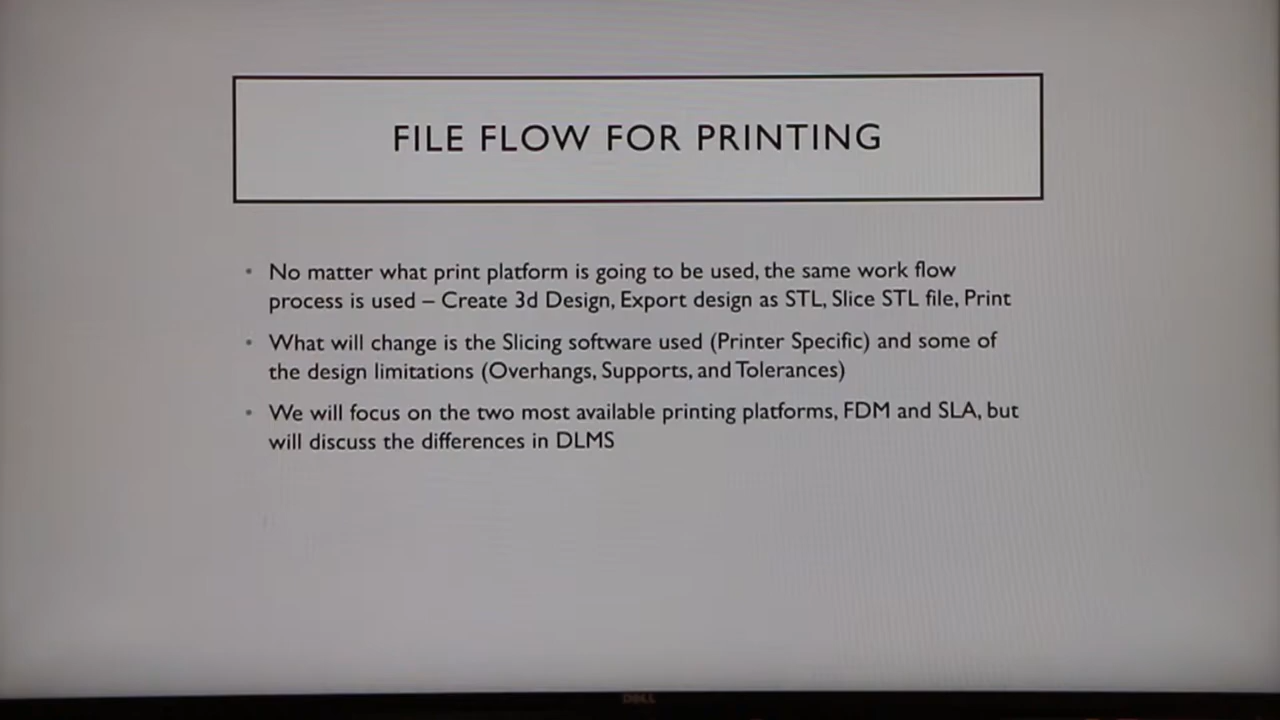 FILE FLOW FOR PRINTING
• No matter what print platform is going to be used, the same work flow
process is used – Create 3d Design, Export design as STL, Slice STL file, Print
• What will change is the Slicing software used (Printer Specific) and some of
the design limitations (Overhangs, Supports, and Tolerances)
• We will focus on the two most available printing platforms, FDM and SLA, but
will discuss the differences in DLMS
DELL